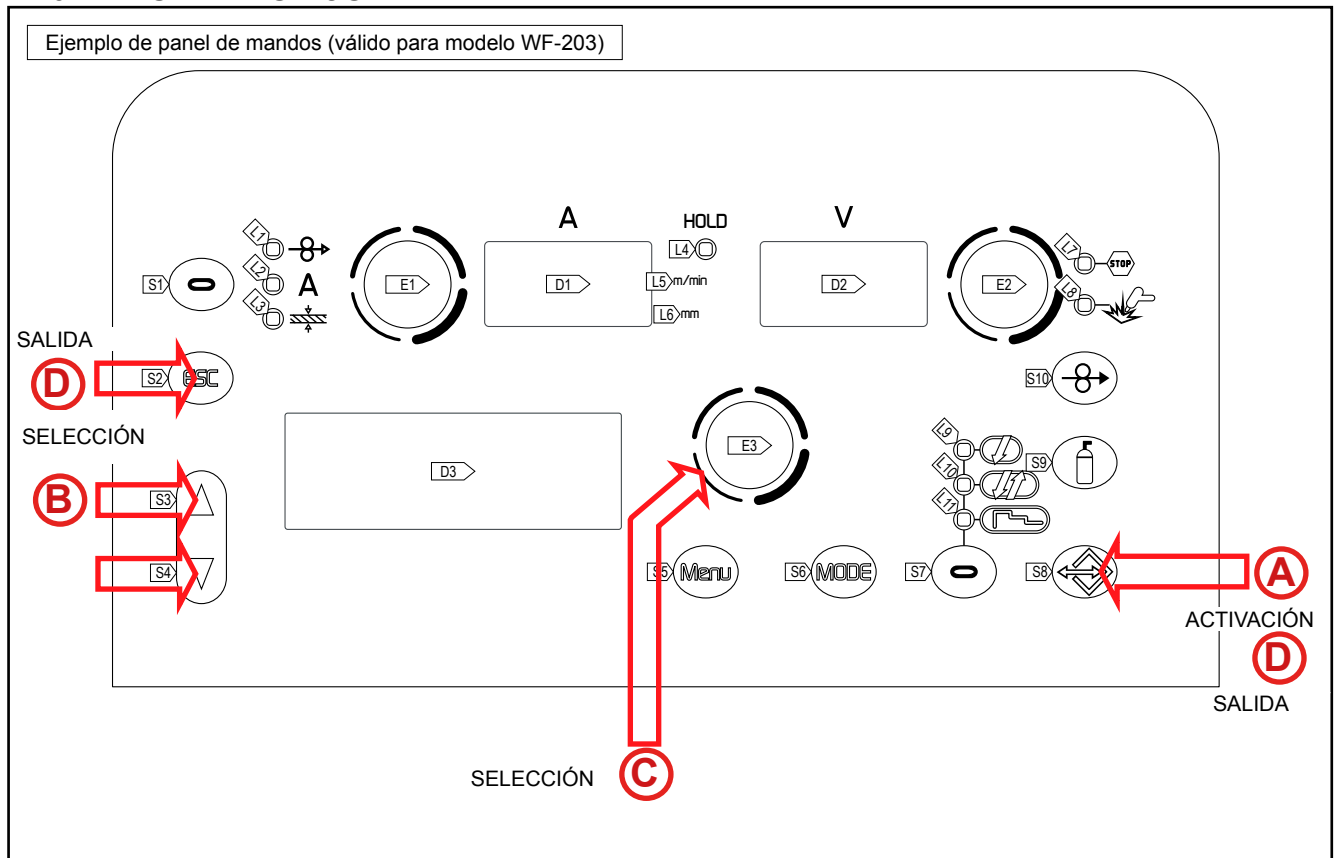 Ejemplo de panel de mandos (válido para modelo WF-203)
A
HOLD
V
L1
L2
A
L3
S1
E1
D1
L4
L5 m/min
L6 mm
D2
E2
L7
STOP
L8
SALIDA
D
S2
esc
S10
SELECCIÓN
B
S3
S4
D3
E3
L9
L10
L11
S9
S5
Menu
S6
MODE
S7
S8
A
ACTIVACIÓN
D
SALIDA
SELECCIÓN
C